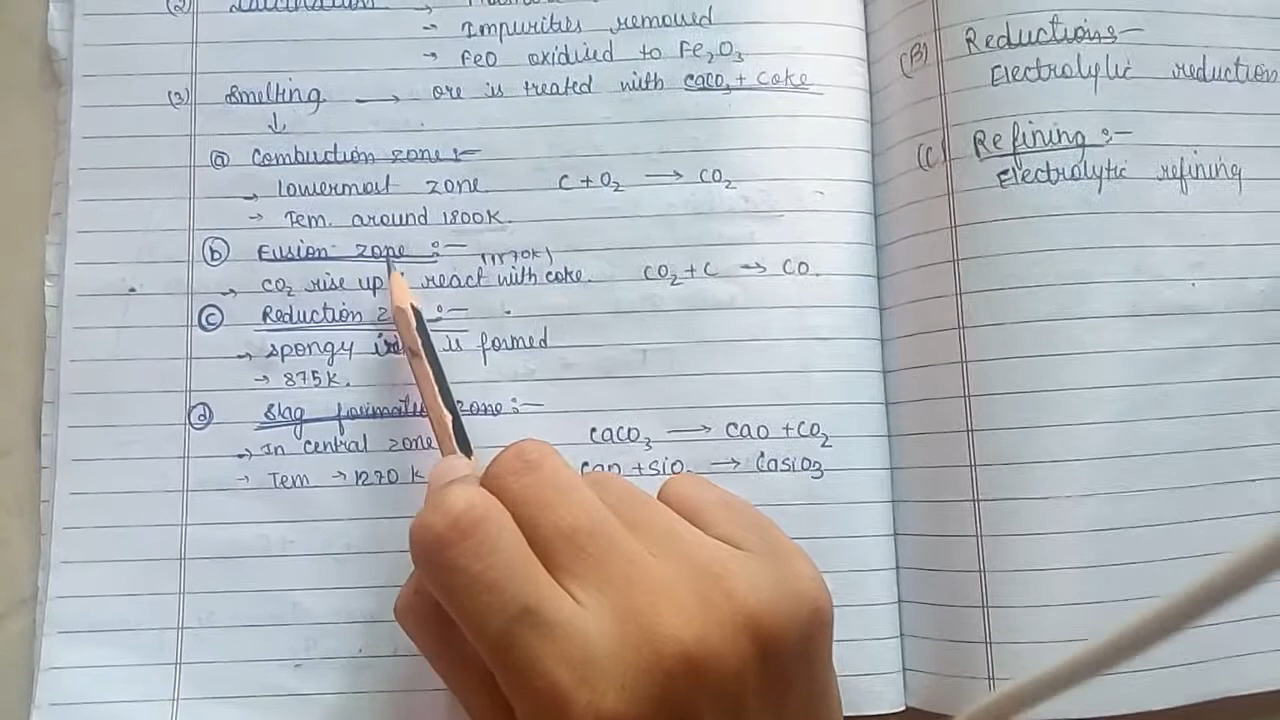 → Impurities removed
→ FeO oxidised to Fe₂O₃
(3) Smelting → ore is treated with CaCO₃ + Coke
↓
(a) Combustion zone :-
→ lowermost zone C + O₂ → CO₂
→ Tem. around 1800K.
(b) Fusion zone :-
→ CO₂ rise up react with coke. CO₂ + C → CO.
(c) Reduction :-
→ spongy is formed
→ 875K.
(d) Slag zone :-
→ In central zone CaCO₃ → CaO + CO₂
→ Tem → 1270 K + SiO → CaSiO₃
(B) Reductions -
Electrolytic reduction
(C) Refining :-
Electrolytic refining